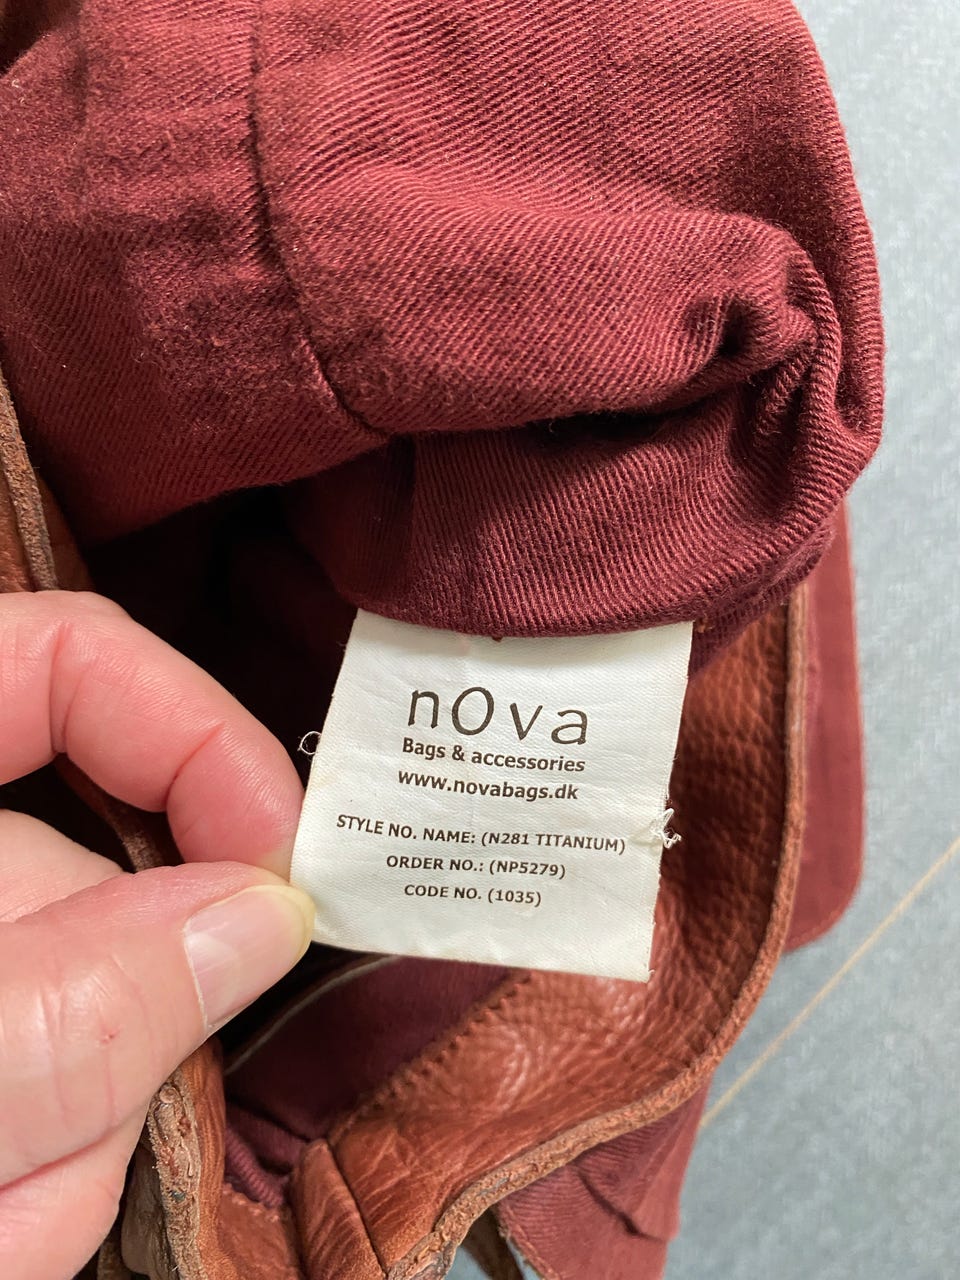 nOva
Bags & accessories
www.novabags.dk
STYLE NO. NAME: (N281 TITANIUM)
ORDER NO.: (NP5279)
CODE NO. (1035)